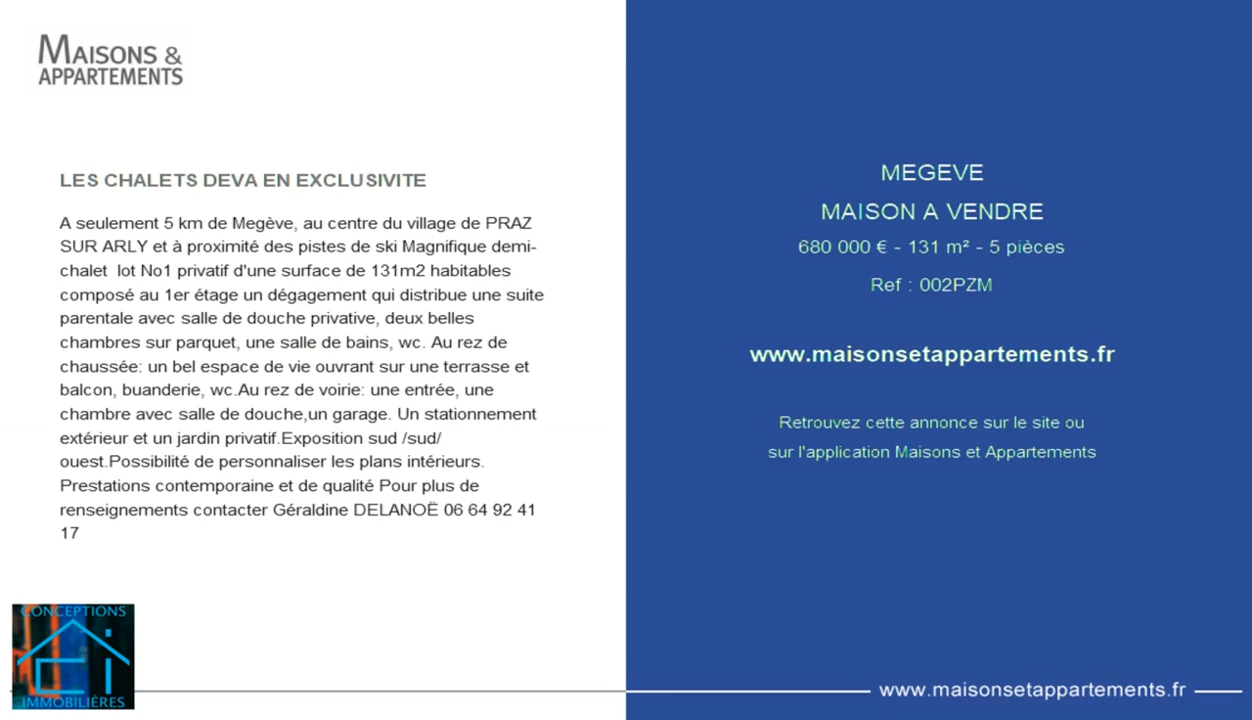 MAISONS &
APPARTEMENTS
LES CHALETS DEVA EN EXCLUSIVITE
A seulement 5 km de Megève, au centre du village de PRAZ
SUR ARLY et à proximité des pistes de ski Magnifique demi-
chalet  lot No1 privatif d'une surface de 131m2 habitables
composé au 1er étage un dégagement qui distribue une suite
parentale avec salle de douche privative, deux belles
chambres sur parquet, une salle de bains, wc. Au rez de
chaussée: un bel espace de vie ouvrant sur une terrasse et
balcon, buanderie, wc.Au rez de voirie: une entrée, une
chambre avec salle de douche,un garage. Un stationnement
extérieur et un jardin privatif.Exposition sud /sud/
ouest.Possibilité de personnaliser les plans intérieurs.
Prestations contemporaine et de qualité Pour plus de
renseignements contacter Géraldine DELANOË 06 64 92 41
17
MEGEVE
MAISON A VENDRE
680 000 € - 131 m² - 5 pièces
Ref : 002PZM
www.maisonsetappartements.fr
Retrouvez cette annonce sur le site ou
sur l'application Maisons et Appartements
CONCEPTIONS
Ci
IMMOBILIÈRES
www.maisonsetappartements.fr